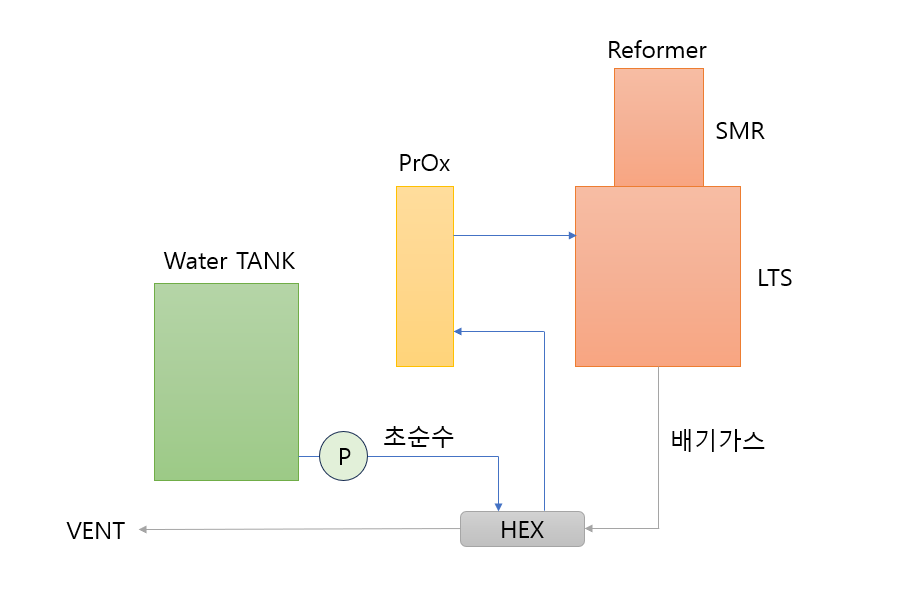 Reformer
SMR
PrOx
Water TANK
LTS
초순수
P
배기가스
HEX
VENT